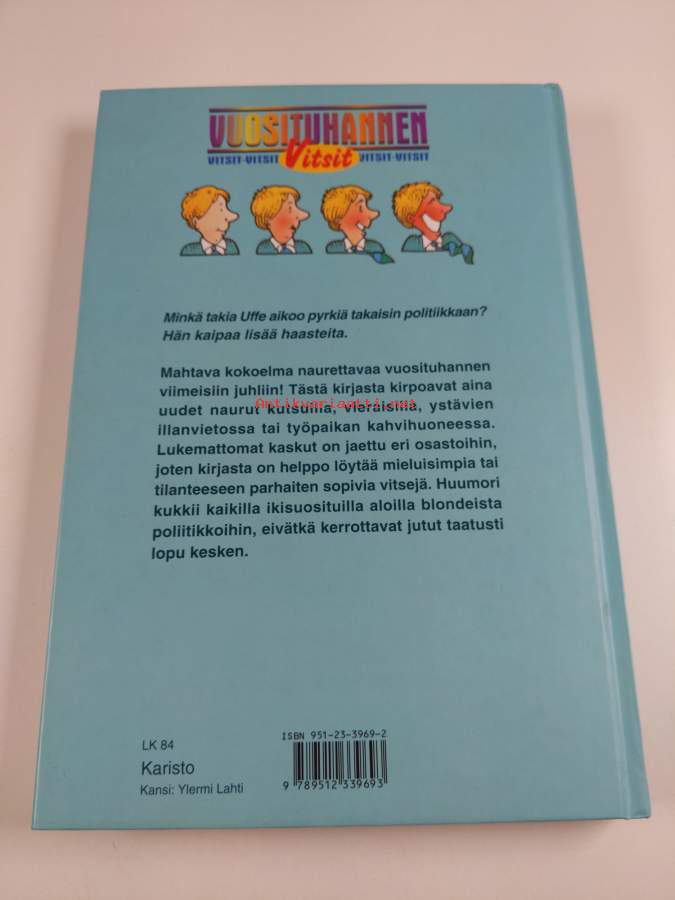 VUOSITUHANNEN
VITSIT-VITSIT Vitsit VITSIT-VITSIT
Minkä takia Uffe aikoo pyrkiä takaisin politiikkaan?
Hän kaipaa lisää haasteita.
Mahtava kokoelma naurettavaa vuosituhannen
viimeisiin juhliin! Tästä kirjasta kirpoavat aina
Antikvariaatti.net
uudet naurut kutsuilla, vieraisilla, ystävien
illanvietossa tai työpaikan kahvihuoneessa.
Lukemattomat kaskut on jaettu eri osastoihin,
joten kirjasta on helppo löytää mieluisimpia tai
tilanteeseen parhaiten sopivia vitsejä. Huumori
kukkii kaikilla ikisuosituilla aloilla blondeista
poliitikkoihin, eivätkä kerrottavat jutut taatusti
lopu kesken.
LK 84
Karisto
Kansi: Ylermi Lahti
ISBN 951-23-3969-2
9 789512 339693